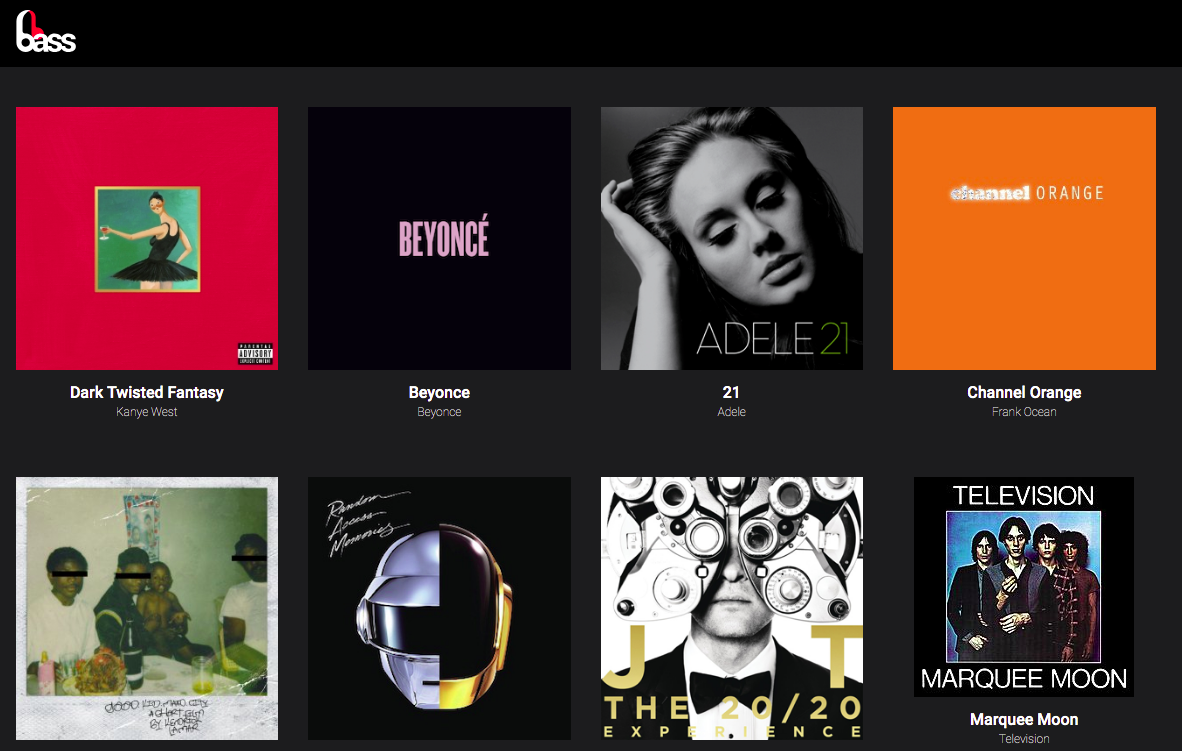 bass
PARENTAL
ADVISORY
EXPLICIT CONTENT
BEYONCÉ
ADELE 21
channel ORANGE
Dark Twisted Fantasy
Kanye West
Beyonce
Beyonce
21
Adele
Channel Orange
Frank Ocean
good kid, mAAd city
A SHORT FILM
BY KENDRICK
LAMAR
Random
Access
Memories
J T
THE 20/20
EXPERIENCE
TELEVISION
MARQUEE MOON
Marquee Moon
Television